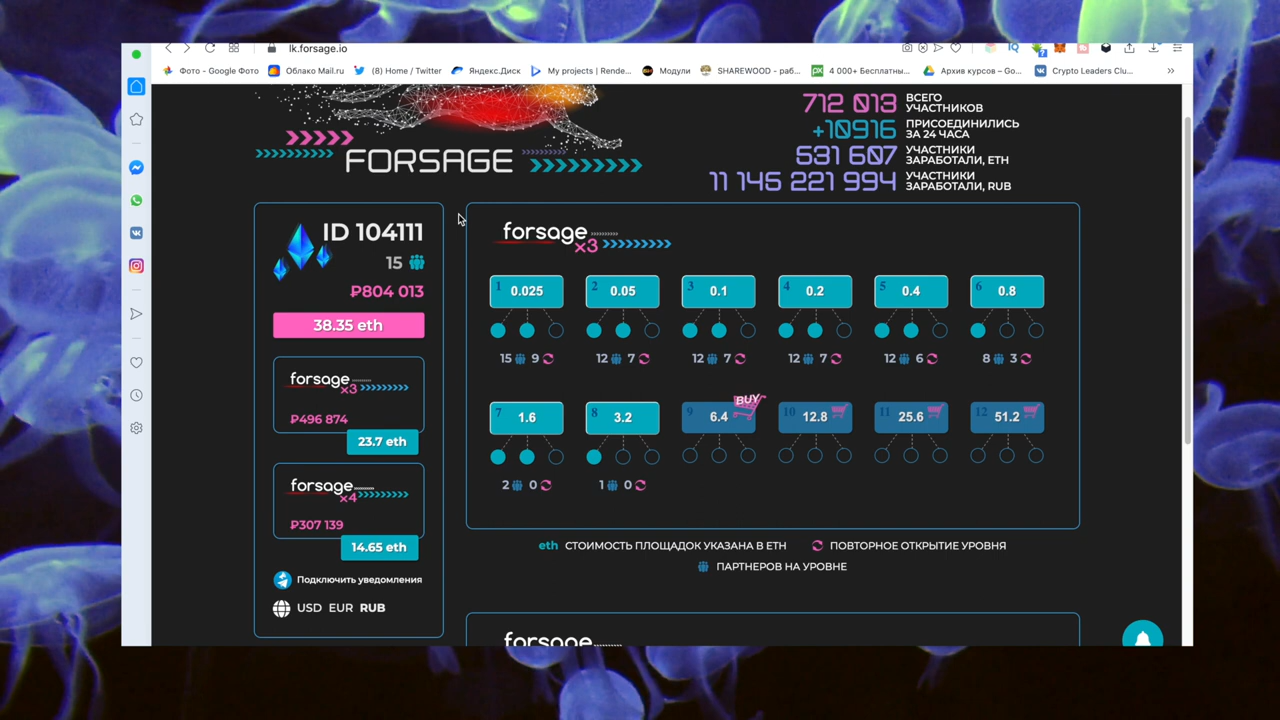 lk.forsage.io
Фото - Google Фото
Облако Mail.ru
(8) Home / Twitter
Яндекс.Диск
My projects | Rende...
Модули
SHAREWOOD - раб...
4 000+ Бесплатны...
Архив курсов – Go...
Crypto Leaders Clu...
»
712 013 ВСЕГО УЧАСТНИКОВ
+10916 ПРИСОЕДИНИЛИСЬ ЗА 24 ЧАСА
531 607 УЧАСТНИКИ ЗАРАБОТАЛИ, ETH
11 145 221 994 УЧАСТНИКИ ЗАРАБОТАЛИ, RUB
FORSAGE
ID 104111
15
₽804 013
38.35 eth
forsage x3
₽496 874
23.7 eth
forsage x4
₽307 139
14.65 eth
Подключить уведомления
USD EUR RUB
forsage x3
1 0.025
2 0.05
3 0.1
4 0.2
5 0.4
6 0.8
15 9
12 7
12 7
12 7
12 6
8 3
BUY
7 1.6
8 3.2
9 6.4
10 12.8
11 25.6
12 51.2
2 0
1 0
eth СТОИМОСТЬ ПЛОЩАДОК УКАЗАНА В ETH
ПОВТОРНОЕ ОТКРЫТИЕ УРОВНЯ
ПАРТНЕРОВ НА УРОВНЕ
forsage